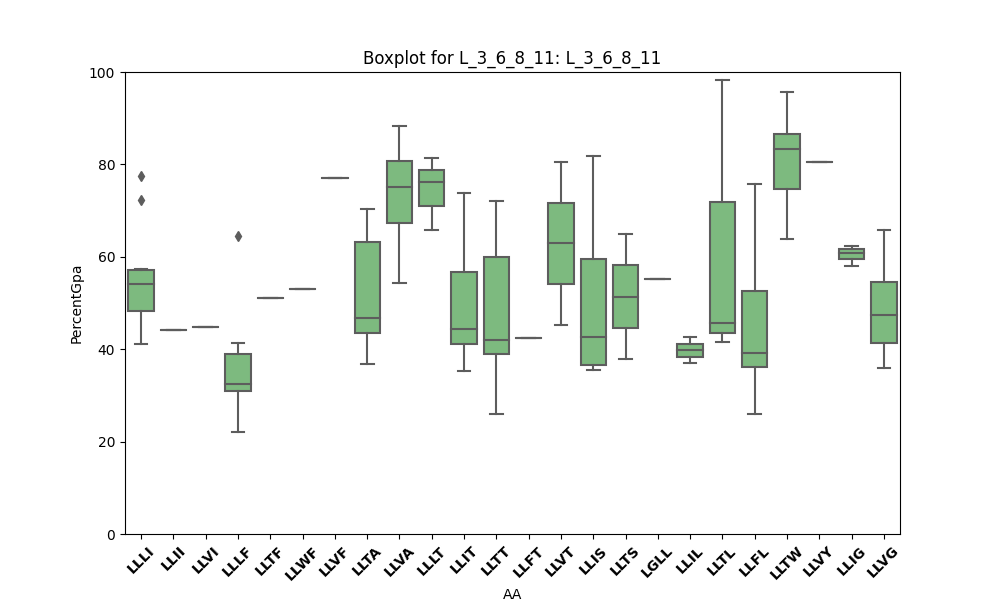 Boxplot for L_3_6_8_11: L_3_6_8_11
100
80
60
40
20
0
PercentGpa
LLLI LLII LLVI LLLF LLTF LLWF LLVF LLTA LLVA LLLT LLIT LLTT LLFT LLVT LLIS LLTS LGLL LLIL LLTL LLFL LLTW LLVY LLIG LLVG
AA